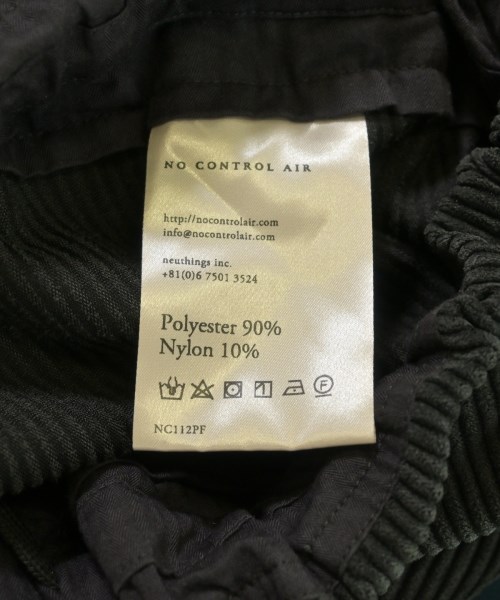 NO CONTROL AIR
http://nocontrolair.com
info@nocontrolair.com
neuthings inc.
+81(0)6 7501 3524
Polyester 90%
Nylon 10%
F
NC112PF